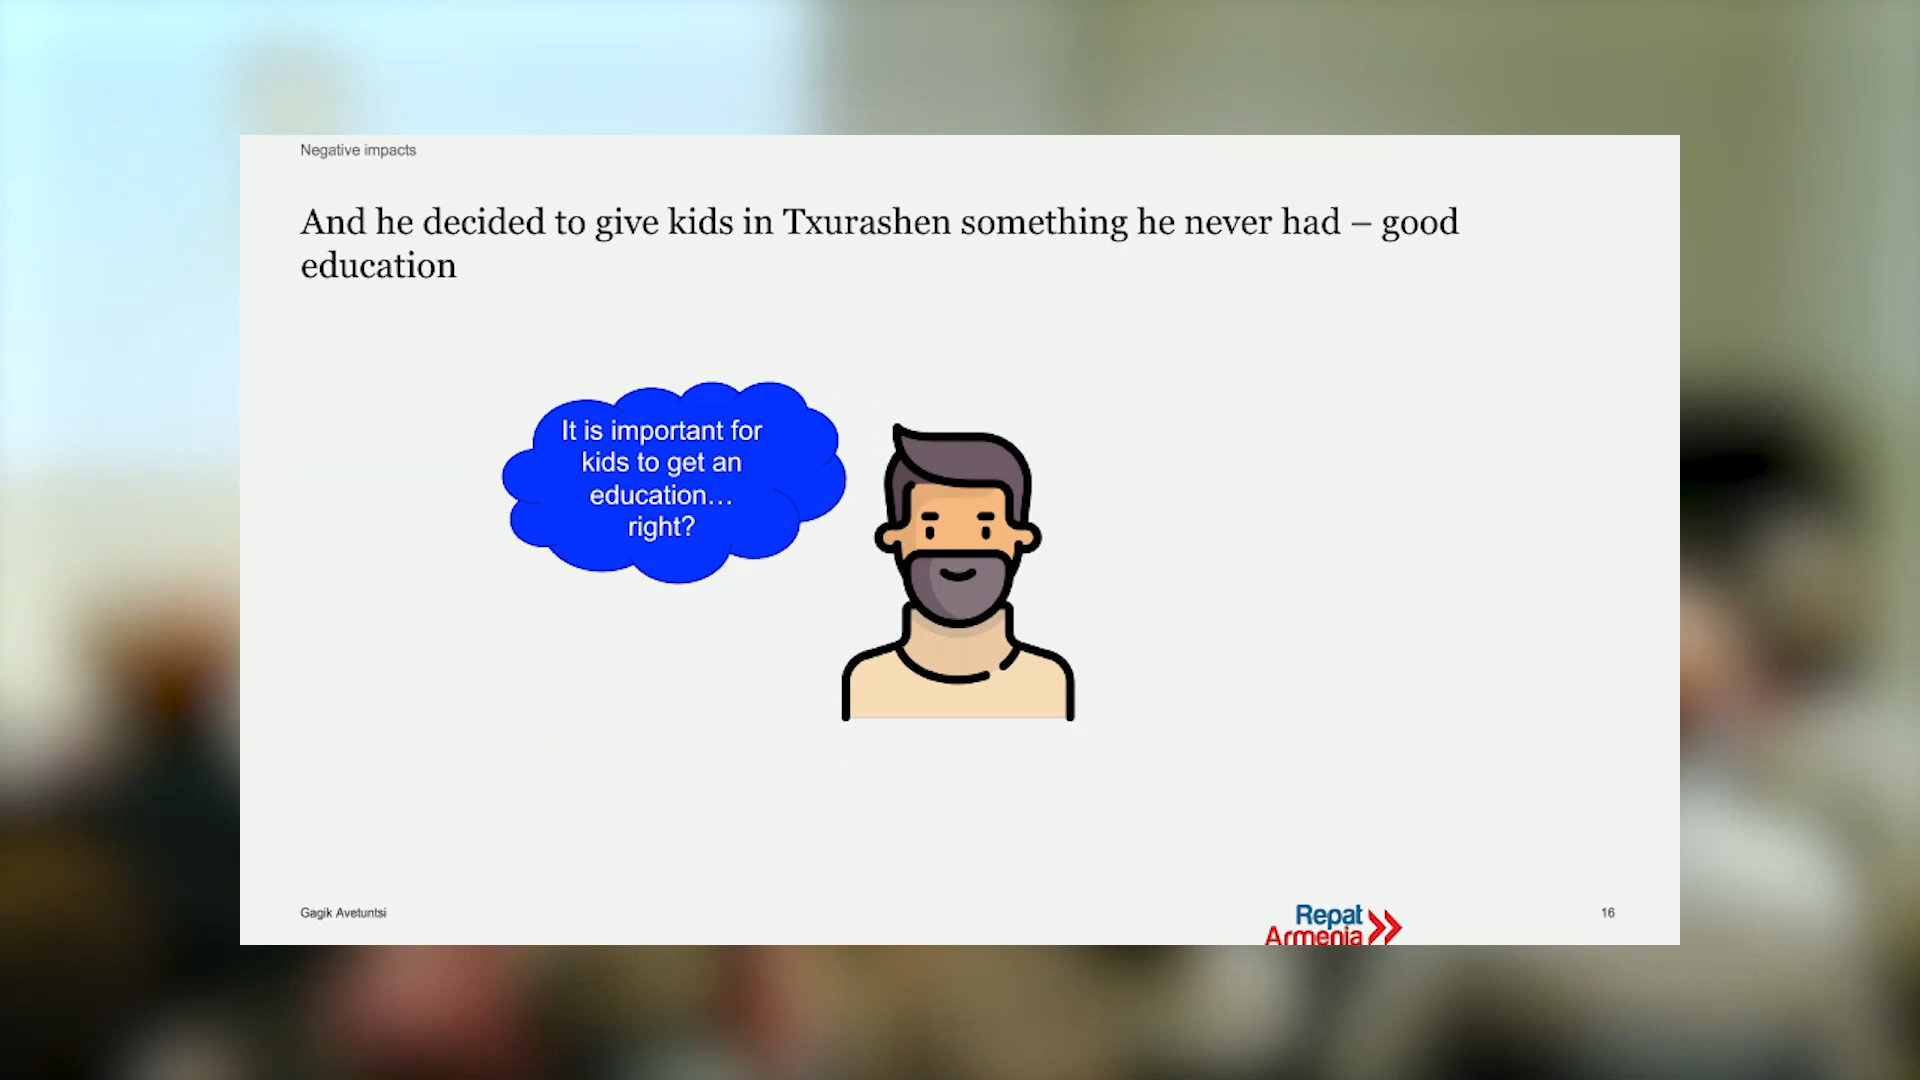 Negative impacts
And he decided to give kids in Txurashen something he never had – good
education
It is important for
kids to get an
education…
right?
Gagik Avetuntsi
Repat
Armenia
16